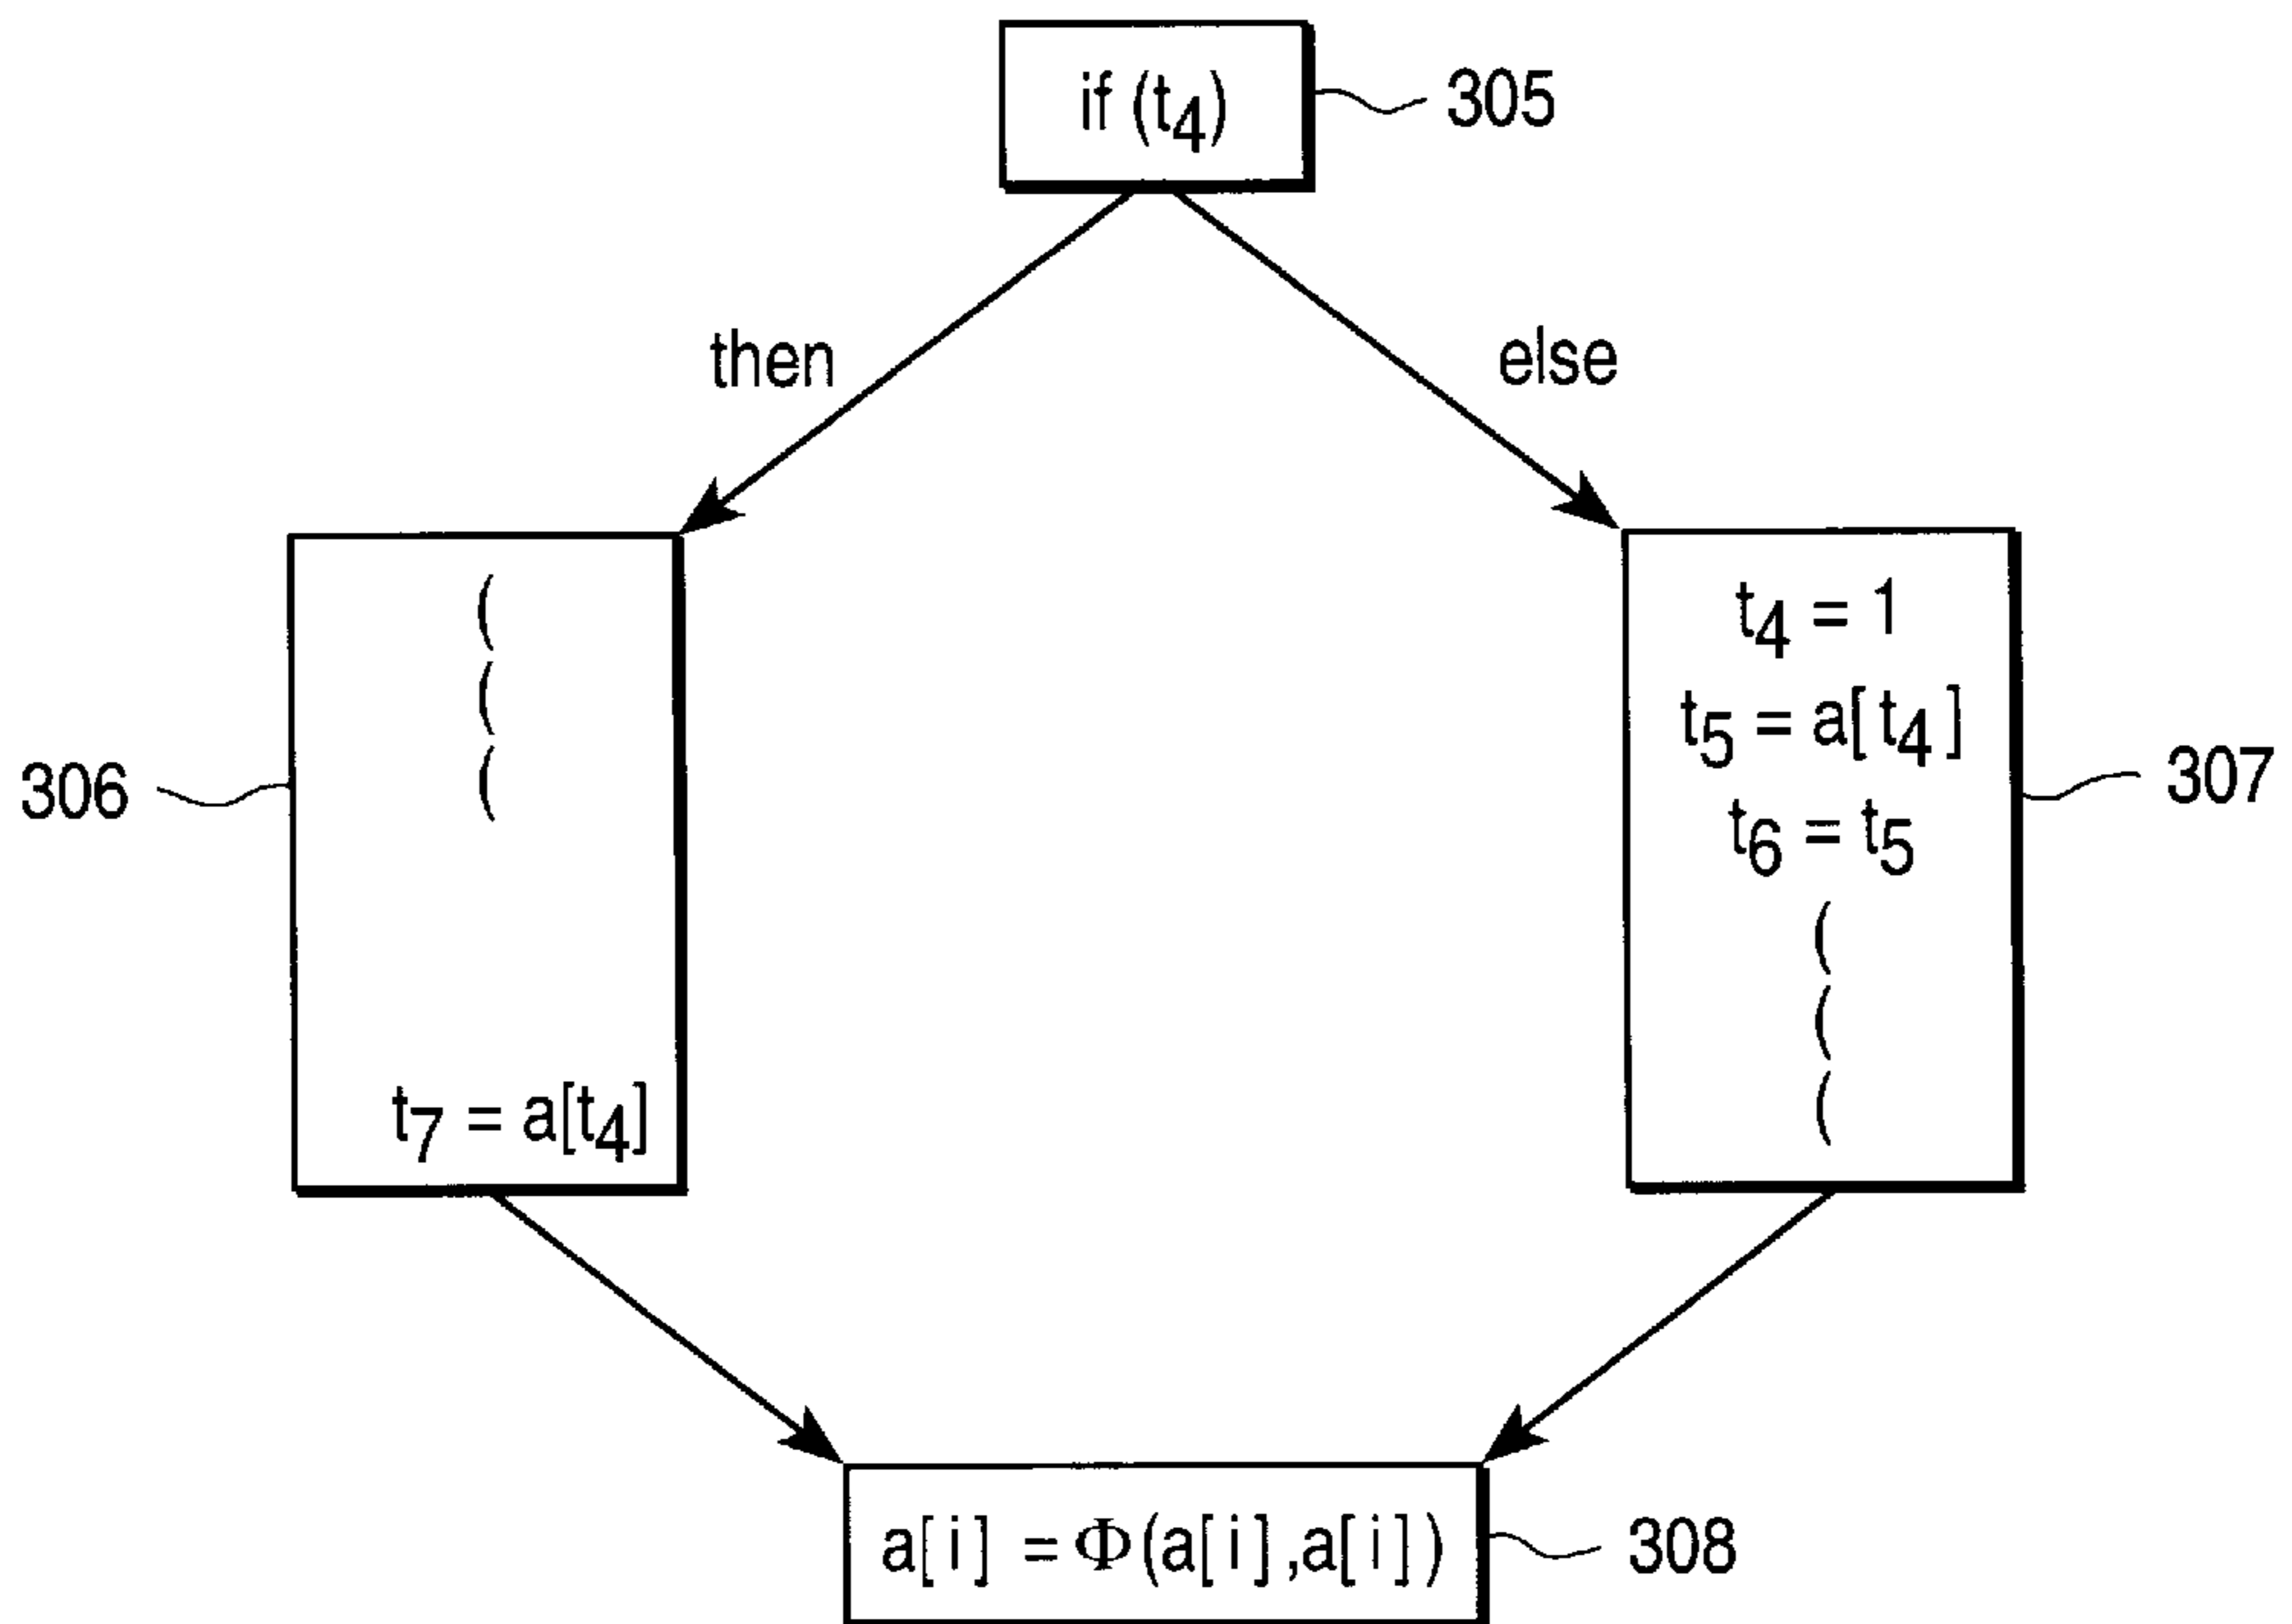 if (t4)
305
then
else
306
(
(
(
t7 = a[t4]
t4 = 1
t5 = a[t4]
t6 = t5
(
(
(
307
a[i] = Φ(a[i],a[i])
308